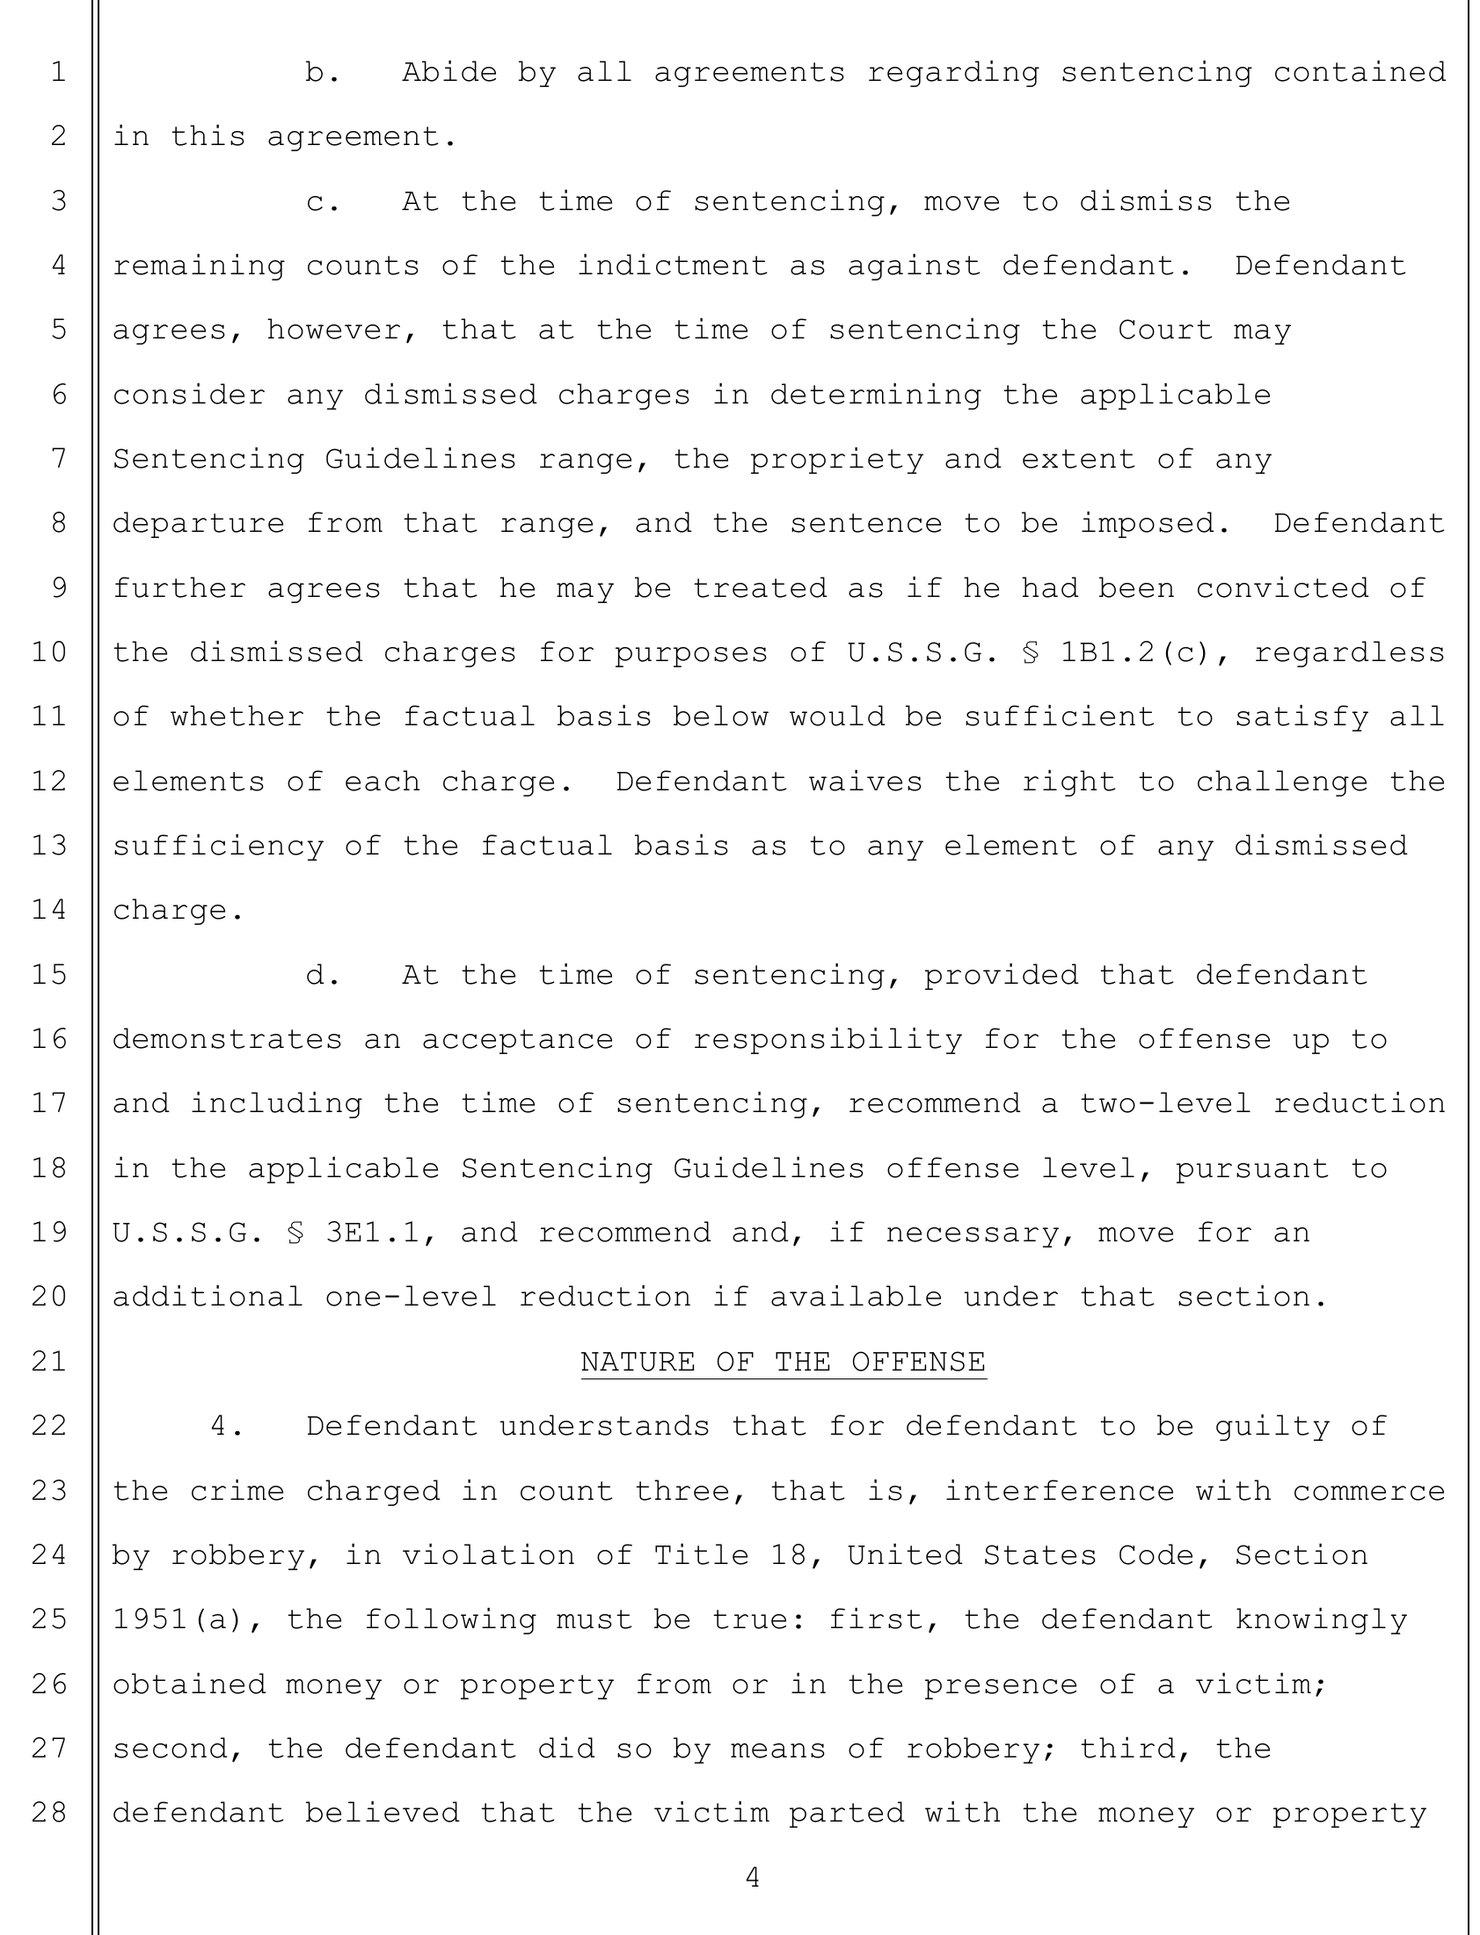 1 b. Abide by all agreements regarding sentencing contained
2 in this agreement.
3 c. At the time of sentencing, move to dismiss the
4 remaining counts of the indictment as against defendant. Defendant
5 agrees, however, that at the time of sentencing the Court may
6 consider any dismissed charges in determining the applicable
7 Sentencing Guidelines range, the propriety and extent of any
8 departure from that range, and the sentence to be imposed. Defendant
9 further agrees that he may be treated as if he had been convicted of
10 the dismissed charges for purposes of U.S.S.G. § 1B1.2(c), regardless
11 of whether the factual basis below would be sufficient to satisfy all
12 elements of each charge. Defendant waives the right to challenge the
13 sufficiency of the factual basis as to any element of any dismissed
14 charge.
15 d. At the time of sentencing, provided that defendant
16 demonstrates an acceptance of responsibility for the offense up to
17 and including the time of sentencing, recommend a two-level reduction
18 in the applicable Sentencing Guidelines offense level, pursuant to
19 U.S.S.G. § 3E1.1, and recommend and, if necessary, move for an
20 additional one-level reduction if available under that section.
21 NATURE OF THE OFFENSE
22 4. Defendant understands that for defendant to be guilty of
23 the crime charged in count three, that is, interference with commerce
24 by robbery, in violation of Title 18, United States Code, Section
25 1951(a), the following must be true: first, the defendant knowingly
26 obtained money or property from or in the presence of a victim;
27 second, the defendant did so by means of robbery; third, the
28 defendant believed that the victim parted with the money or property
4